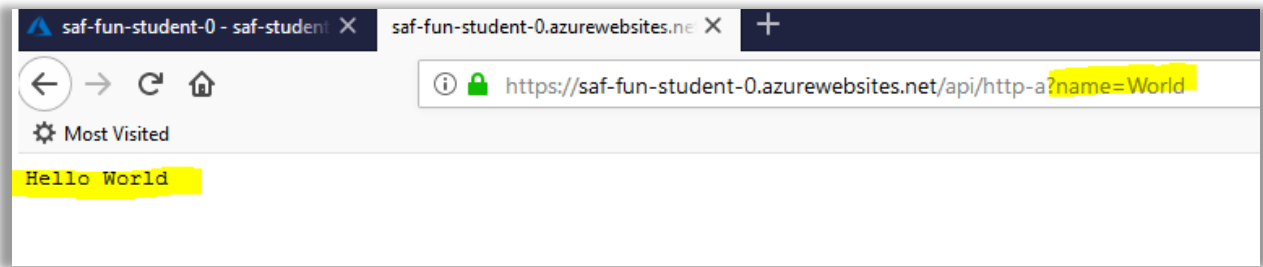 saf-fun-student-0 - saf-student
saf-fun-student-0.azurewebsites.ne
https://saf-fun-student-0.azurewebsites.net/api/http-a?name=World
Most Visited
Hello World